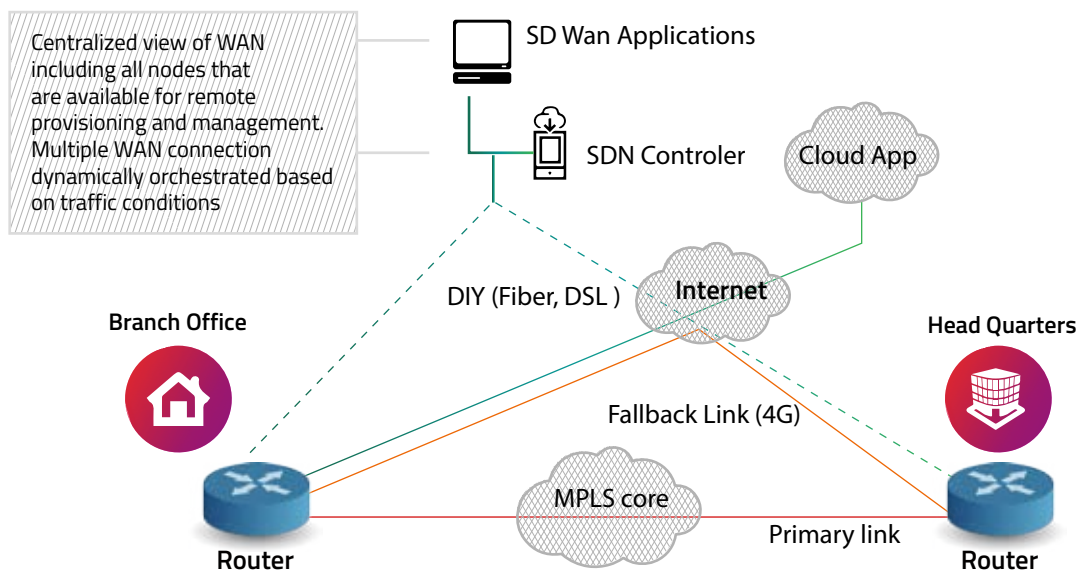 Centralized view of WAN
including all nodes that
are available for remote
provisioning and management.
Multiple WAN connection
dynamically orchestrated based
on traffic conditions
SD Wan Applications
SDN Controler
Cloud App
DIY (Fiber, DSL )
Internet
Branch Office
Head Quarters
Fallback Link (4G)
MPLS core
Primary link
Router
Router